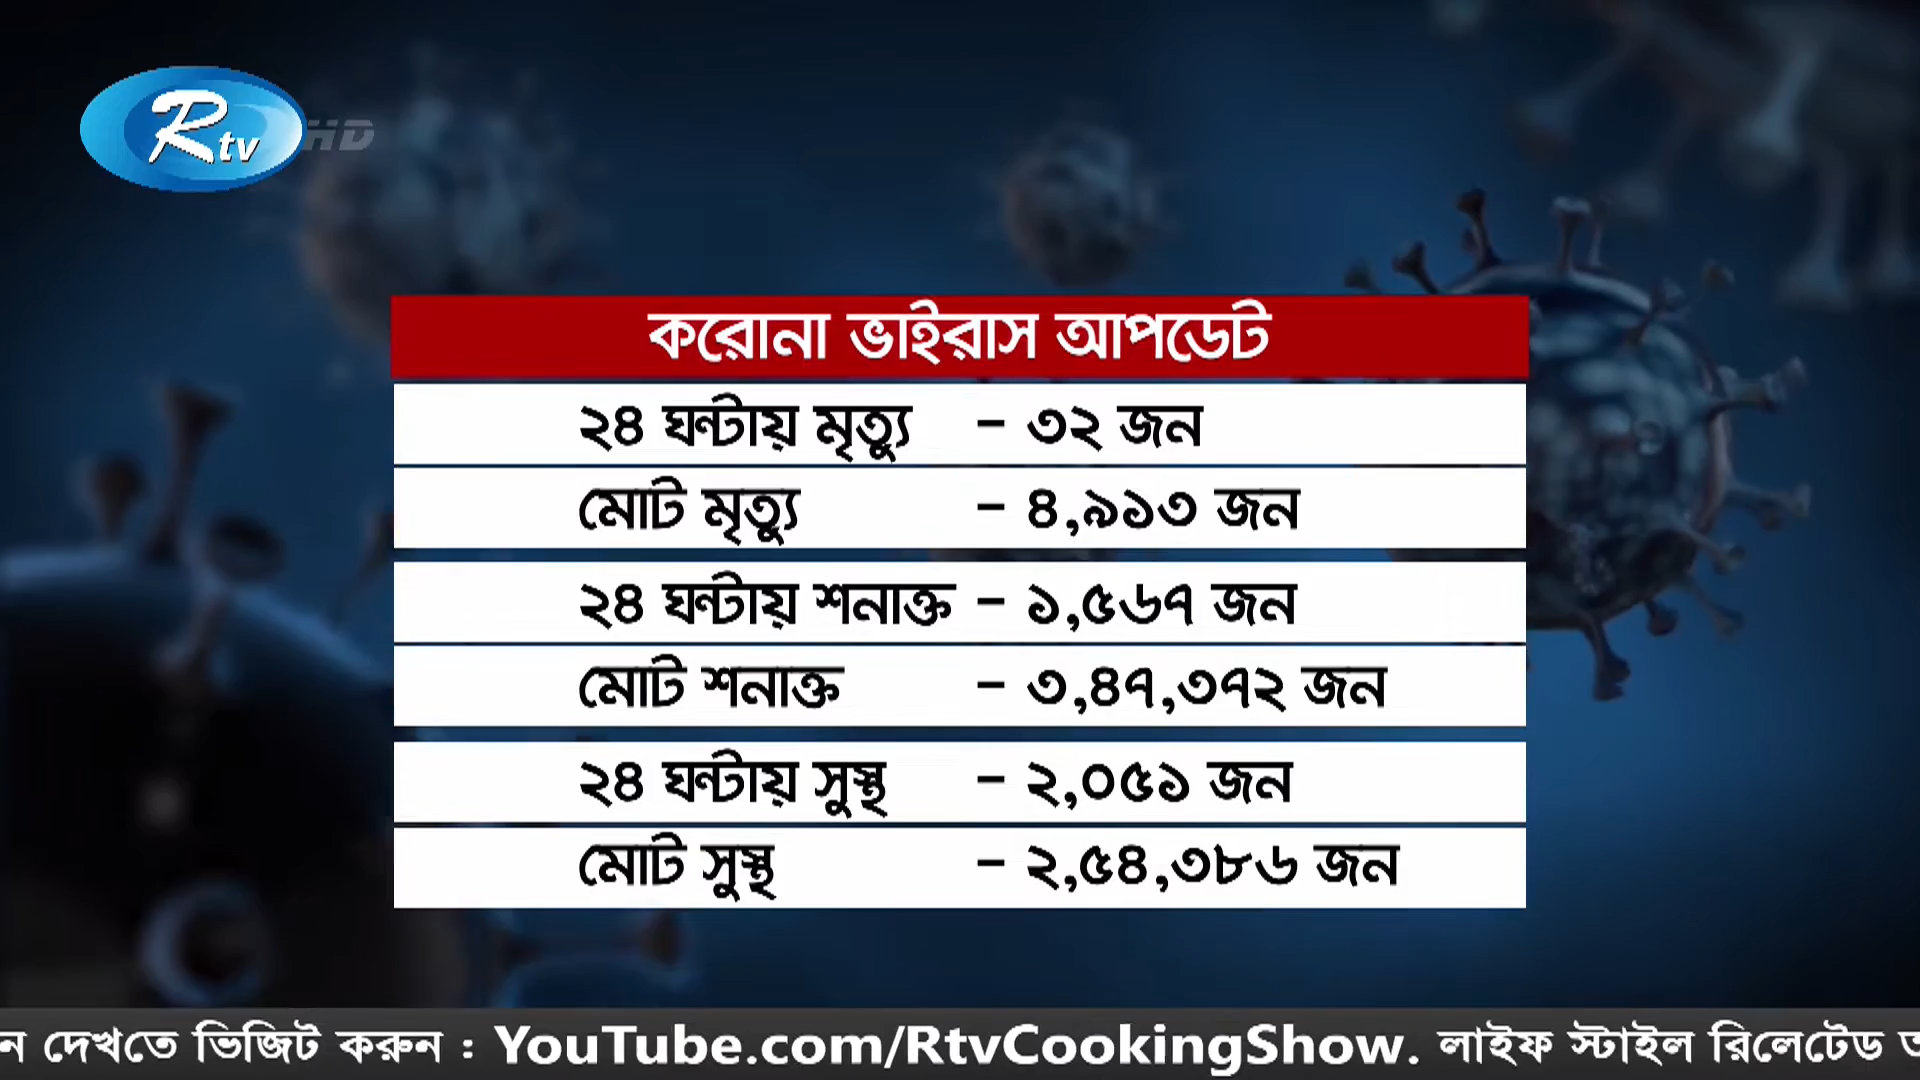 Rtv HD
করোনা ভাইরাস আপডেট
২৪ ঘন্টায় মৃত্যু – ৩২ জন
মোট মৃত্যু – ৪,৯১৩ জন
২৪ ঘন্টায় শনাক্ত – ১,৫৬৭ জন
মোট শনাক্ত – ৩,৪৭,৩৭২ জন
২৪ ঘন্টায় সুস্থ – ২,০৫১ জন
মোট সুস্থ – ২,৫৪,৩৮৬ জন
ন দেখতে ভিজিট করুন : YouTube.com/RtvCookingShow. লাইফ স্টাইল রিলেটেড